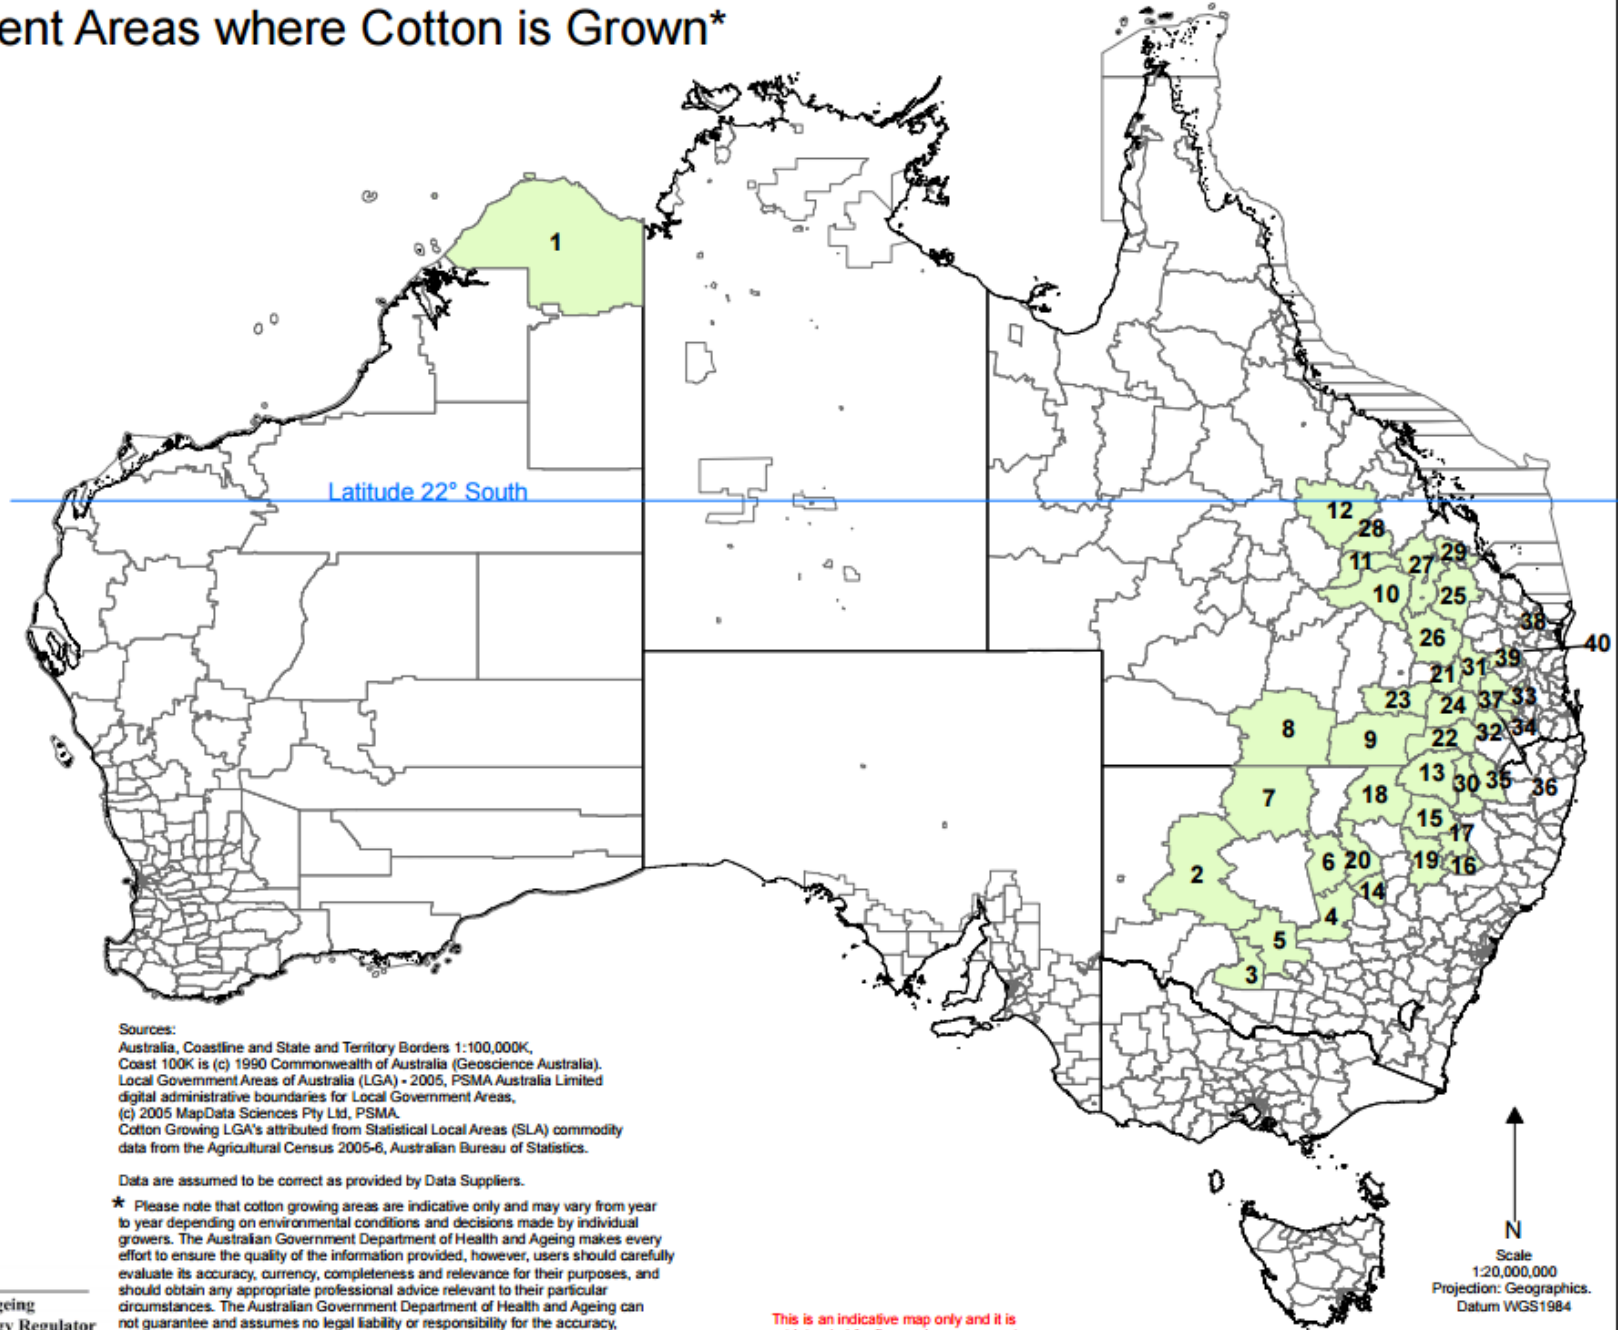 ent Areas where Cotton is Grown*
1
Latitude 22° South
12
28
11
27
29
10
25
38
26
40
21
31
39
23
24
37
33
8
9
22
32
34
13
7
18
30
35
36
15
17
2
6
20
19
16
14
4
5
3
Sources:
Australia, Coastline and State and Territory Borders 1:100,000K,
Coast 100K is (c) 1990 Commonwealth of Australia (Geoscience Australia).
Local Government Areas of Australia (LGA) - 2005, PSMA Australia Limited
digital administrative boundaries for Local Government Areas,
(c) 2005 MapData Sciences Pty Ltd, PSMA.
Cotton Growing LGA's attributed from Statistical Local Areas (SLA) commodity
data from the Agricultural Census 2005-6, Australian Bureau of Statistics.
Data are assumed to be correct as provided by Data Suppliers.
* Please note that cotton growing areas are indicative only and may vary from year
to year depending on environmental conditions and decisions made by individual
growers. The Australian Government Department of Health and Ageing makes every
effort to ensure the quality of the information provided, however, users should carefully
evaluate its accuracy, currency, completeness and relevance for their purposes, and
should obtain any appropriate professional advice relevant to their particular
circumstances. The Australian Government Department of Health and Ageing can
not guarantee and assumes no legal liability or responsibility for the accuracy,
geing
gy Regulator
This is an indicative map only and it is
N
Scale
1:20,000,000
Projection: Geographics.
Datum WGS1984